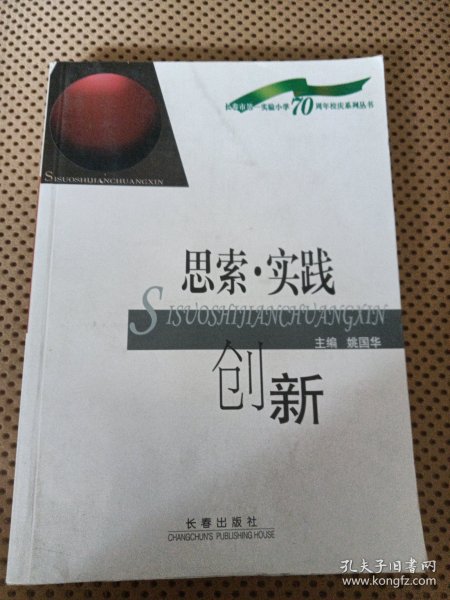 长春市第一实验小学70周年校庆系列丛书
SISUOSHIJIANCHUANGXIN
思索·实践
SISUOSHIJIANCHUANGXIN
主编 姚国华
创新
长春出版社
CHANGCHUN'S PUBLISHING HOUSE
孔夫子旧书网
www.kongfz.com